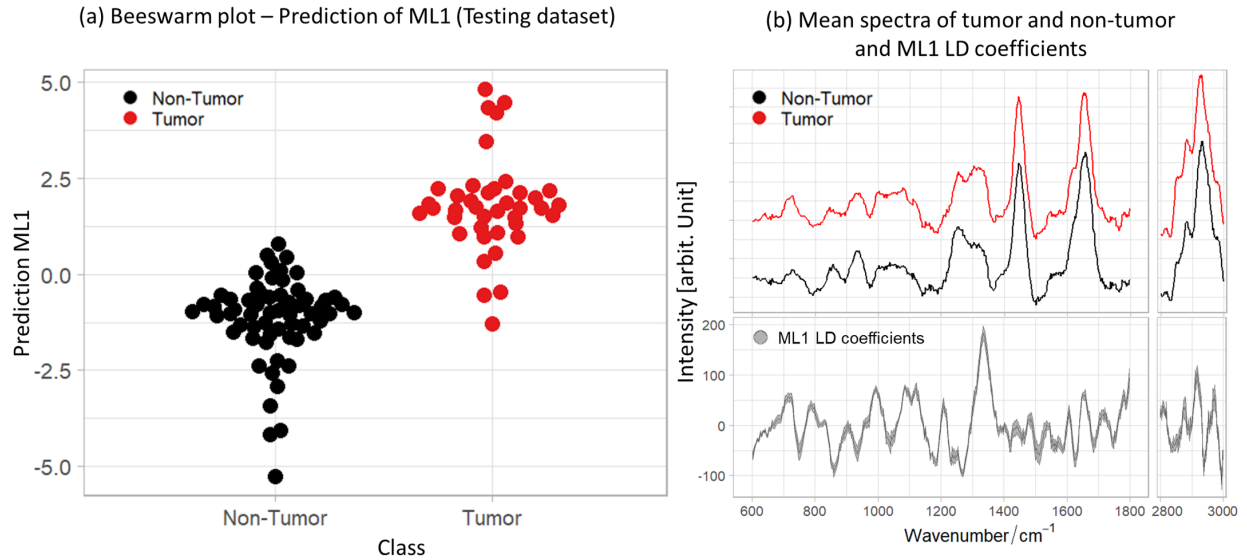 (a) Beeswarm plot – Prediction of ML1 (Testing dataset)
Prediction ML1
5.0
2.5
0.0
-2.5
-5.0
Non-Tumor
Tumor
Non-Tumor
Tumor
Class
(b) Mean spectra of tumor and non-tumor
and ML1 LD coefficients
Intensity [arbit. Unit]
Non-Tumor
Tumor
200
100
0
-100
ML1 LD coefficients
600
800
1000
1200
1400
1600
1800
2800
3000
Wavenumber/cm⁻¹